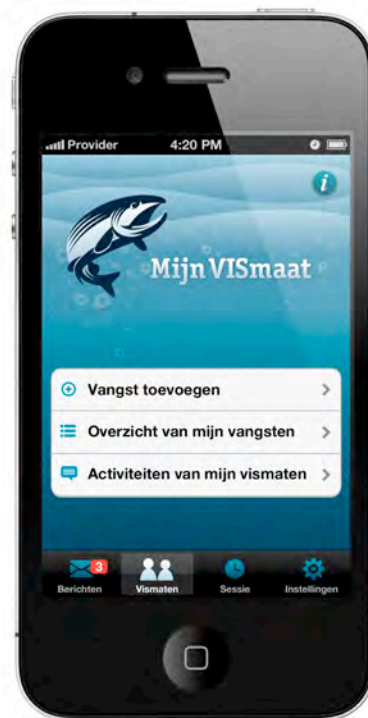 Provider 4:20 PM
i
Mijn VISmaat
Vangst toevoegen
Overzicht van mijn vangsten
Activiteiten van mijn vismaten
3
Berichten Vismaten Sessie Instellingen